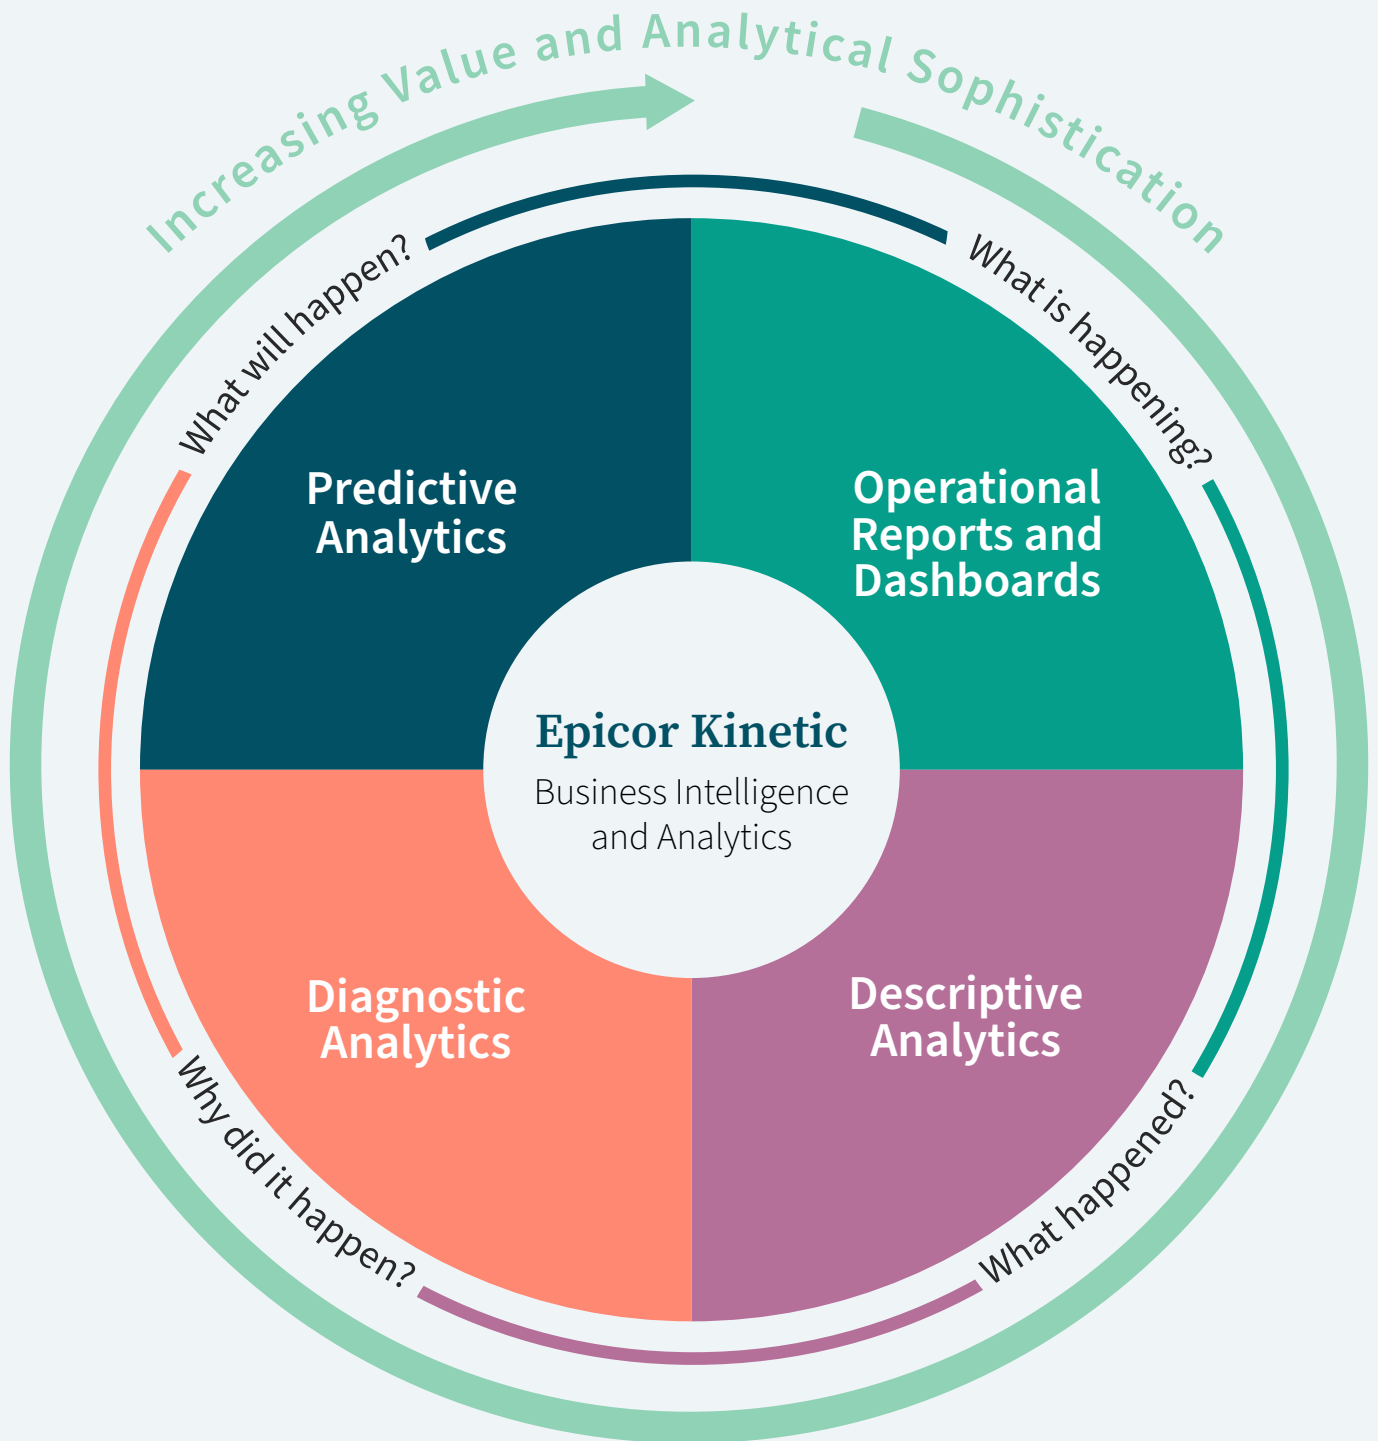 Increasing Value and Analytical Sophistication
What will happen?
What is happening?
Predictive
Analytics
Operational
Reports and
Dashboards
Epicor Kinetic
Business Intelligence
and Analytics
Diagnostic
Analytics
Descriptive
Analytics
Why did it happen?
What happened?